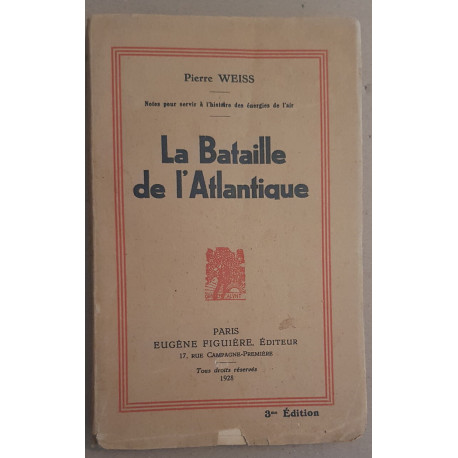 Pierre WEISS
Notes pour servir à l'histoire des énergies de l'air
La Bataille
de l'Atlantique
PARIS
EUGÈNE FIGUIÈRE, ÉDITEUR
17, RUE CAMPAGNE-PREMIÈRE
Tous droits réservés
1928
3me Édition